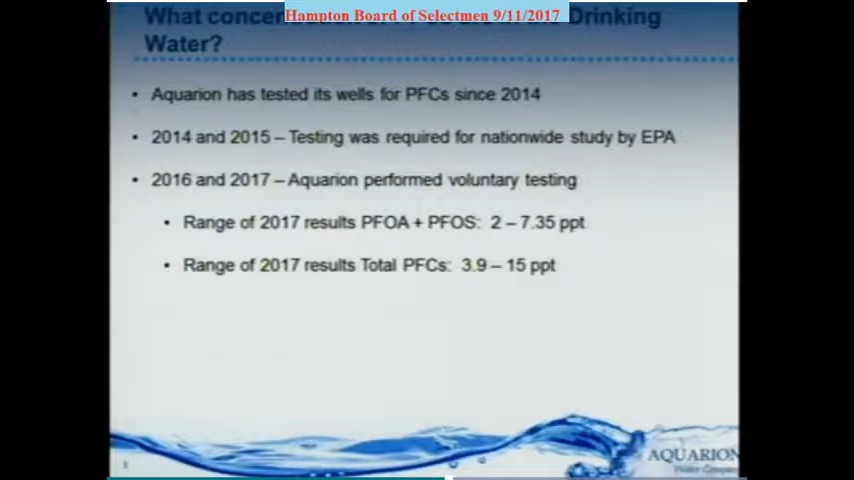 Hampton Board of Selectmen 9/11/2017
What Drinking
Water?
• Aquarion has tested its wells for PFCs since 2014
• 2014 and 2015 – Testing was required for nationwide study by EPA
• 2016 and 2017 – Aquarion performed voluntary testing
• Range of 2017 results PFOA + PFOS: 2 – 7.35 ppt
• Range of 2017 results Total PFCs: 3.9 – 15 ppt
AQUARION
Water